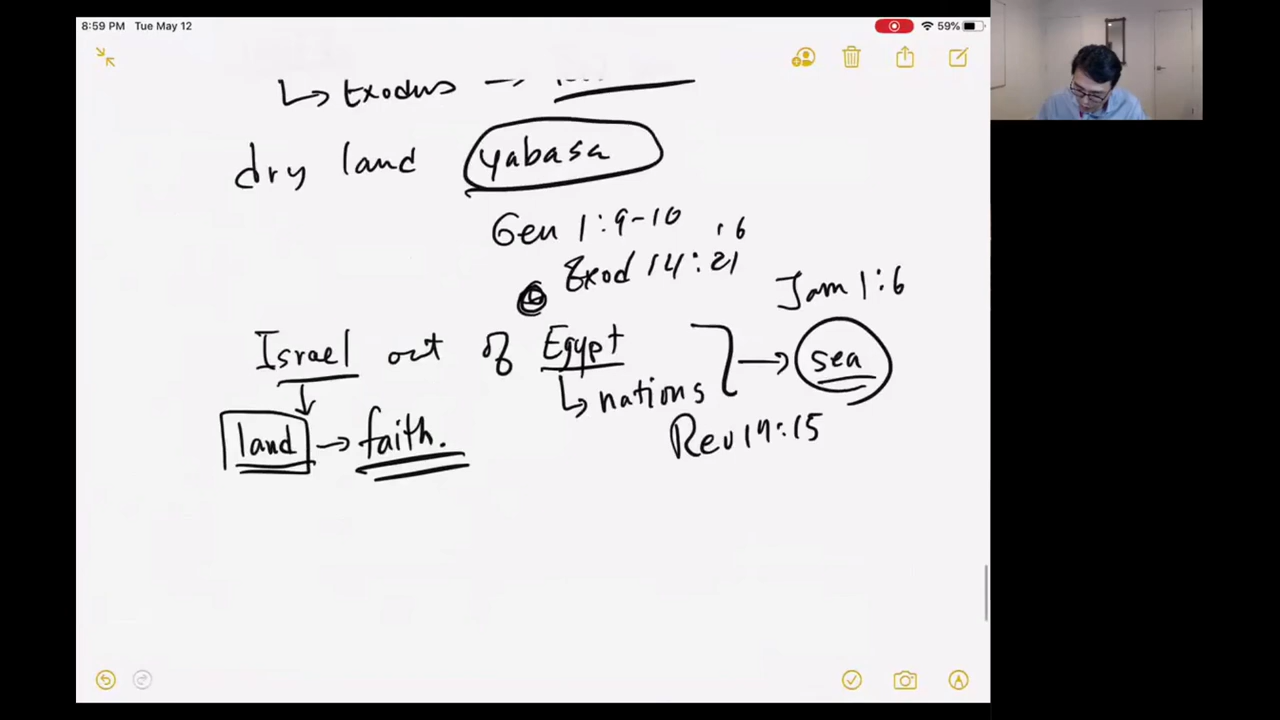 8:59 PM Tue May 12
59%
↳ Exodus →
dry land yabasa
Gen 1:9-10
, 6
Exod 14:21
Jam 1:6
Israel out of Egypt → sea
↳ nations
land → faith.
Rev 17:15